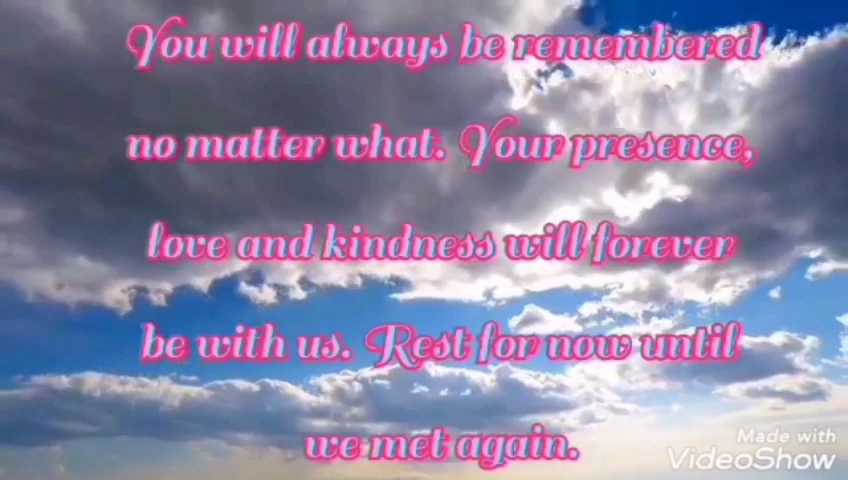 You will always be remembered
no matter what. Your presence,
love and kindness will forever
be with us. Rest for now until
we met again.
Made with
VideoShow